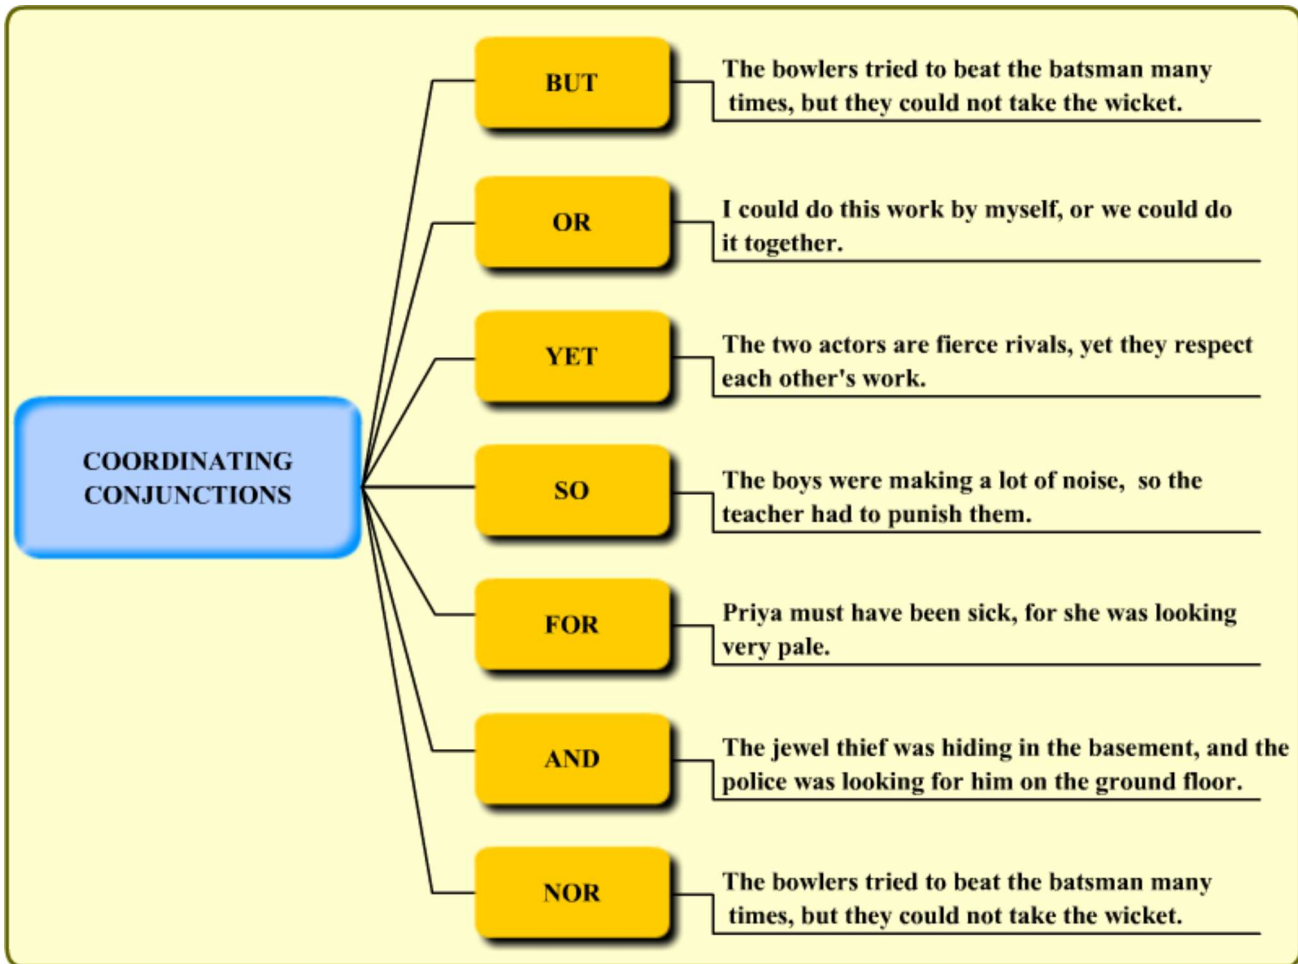 COORDINATING
CONJUNCTIONS
BUT
The bowlers tried to beat the batsman many
times, but they could not take the wicket.
OR
I could do this work by myself, or we could do
it together.
YET
The two actors are fierce rivals, yet they respect
each other's work.
SO
The boys were making a lot of noise,  so the
teacher had to punish them.
FOR
Priya must have been sick, for she was looking
very pale.
AND
The jewel thief was hiding in the basement, and the
police was looking for him on the ground floor.
NOR
The bowlers tried to beat the batsman many
times, but they could not take the wicket.